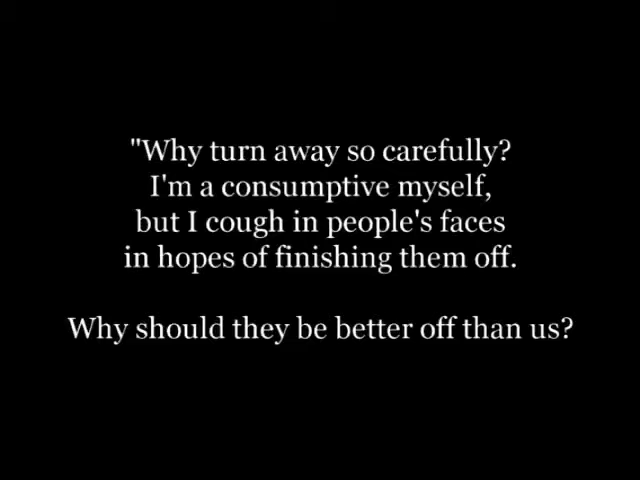 "Why turn away so carefully?
I'm a consumptive myself,
but I cough in people's faces
in hopes of finishing them off.
Why should they be better off than us?